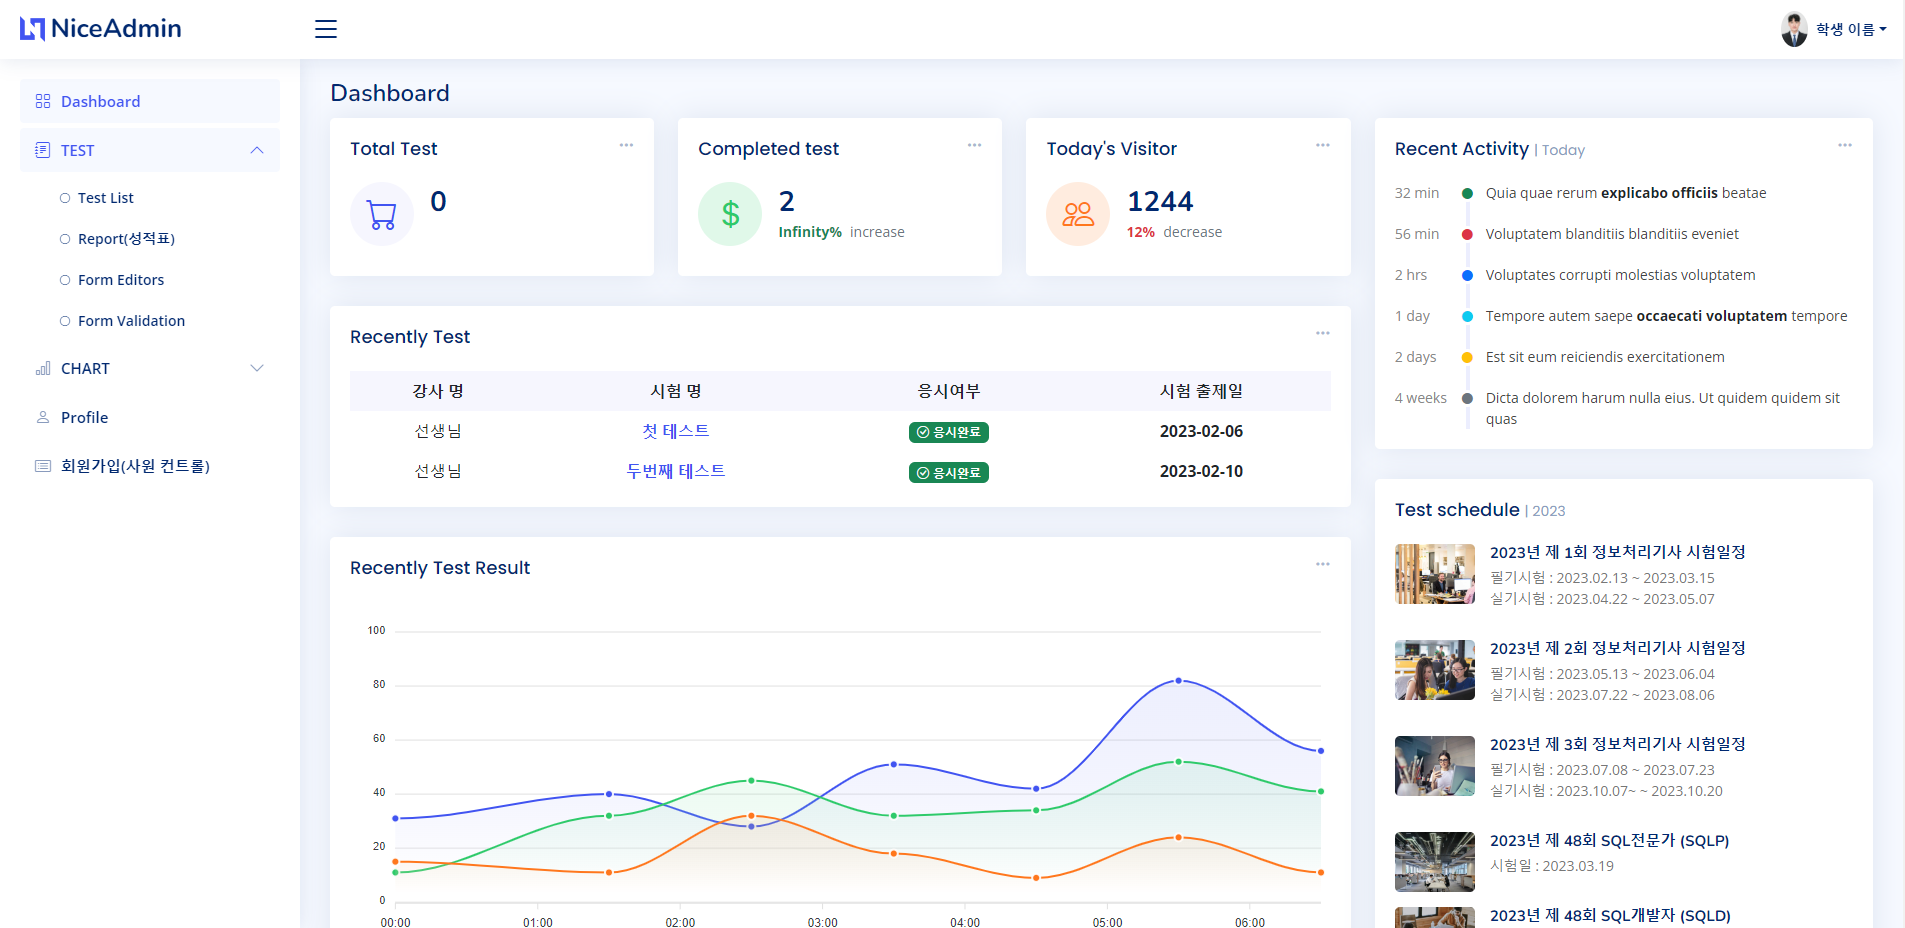 NiceAdmin
학생 이름
Dashboard
TEST
Test List
Report(성적표)
Form Editors
Form Validation
CHART
Profile
회원가입(사원 컨트롤)
Dashboard
Total Test
0
Completed test
2
Infinity% increase
Today's Visitor
1244
12% decrease
Recently Test
강사 명 시험 명 응시여부 시험 출제일
선생님 첫 테스트 응시완료 2023-02-06
선생님 두번째 테스트 응시완료 2023-02-10
Recently Test Result
100
80
60
40
20
0
00:00 01:00 02:00 03:00 04:00 05:00 06:00
Recent Activity | Today
32 min Quia quae rerum explicabo officiis beatae
56 min Voluptatem blanditiis blanditiis eveniet
2 hrs Voluptates corrupti molestias voluptatem
1 day Tempore autem saepe occaecati voluptatem tempore
2 days Est sit eum reiciendis exercitationem
4 weeks Dicta dolorem harum nulla eius. Ut quidem quidem sit
quas
Test schedule | 2023
2023년 제 1회 정보처리기사 시험일정
필기시험 : 2023.02.13 ~ 2023.03.15
실기시험 : 2023.04.22 ~ 2023.05.07
2023년 제 2회 정보처리기사 시험일정
필기시험 : 2023.05.13 ~ 2023.06.04
실기시험 : 2023.07.22 ~ 2023.08.06
2023년 제 3회 정보처리기사 시험일정
필기시험 : 2023.07.08 ~ 2023.07.23
실기시험 : 2023.10.07~ ~ 2023.10.20
2023년 제 48회 SQL전문가 (SQLP)
시험일 : 2023.03.19
2023년 제 48회 SQL개발자 (SQLD)